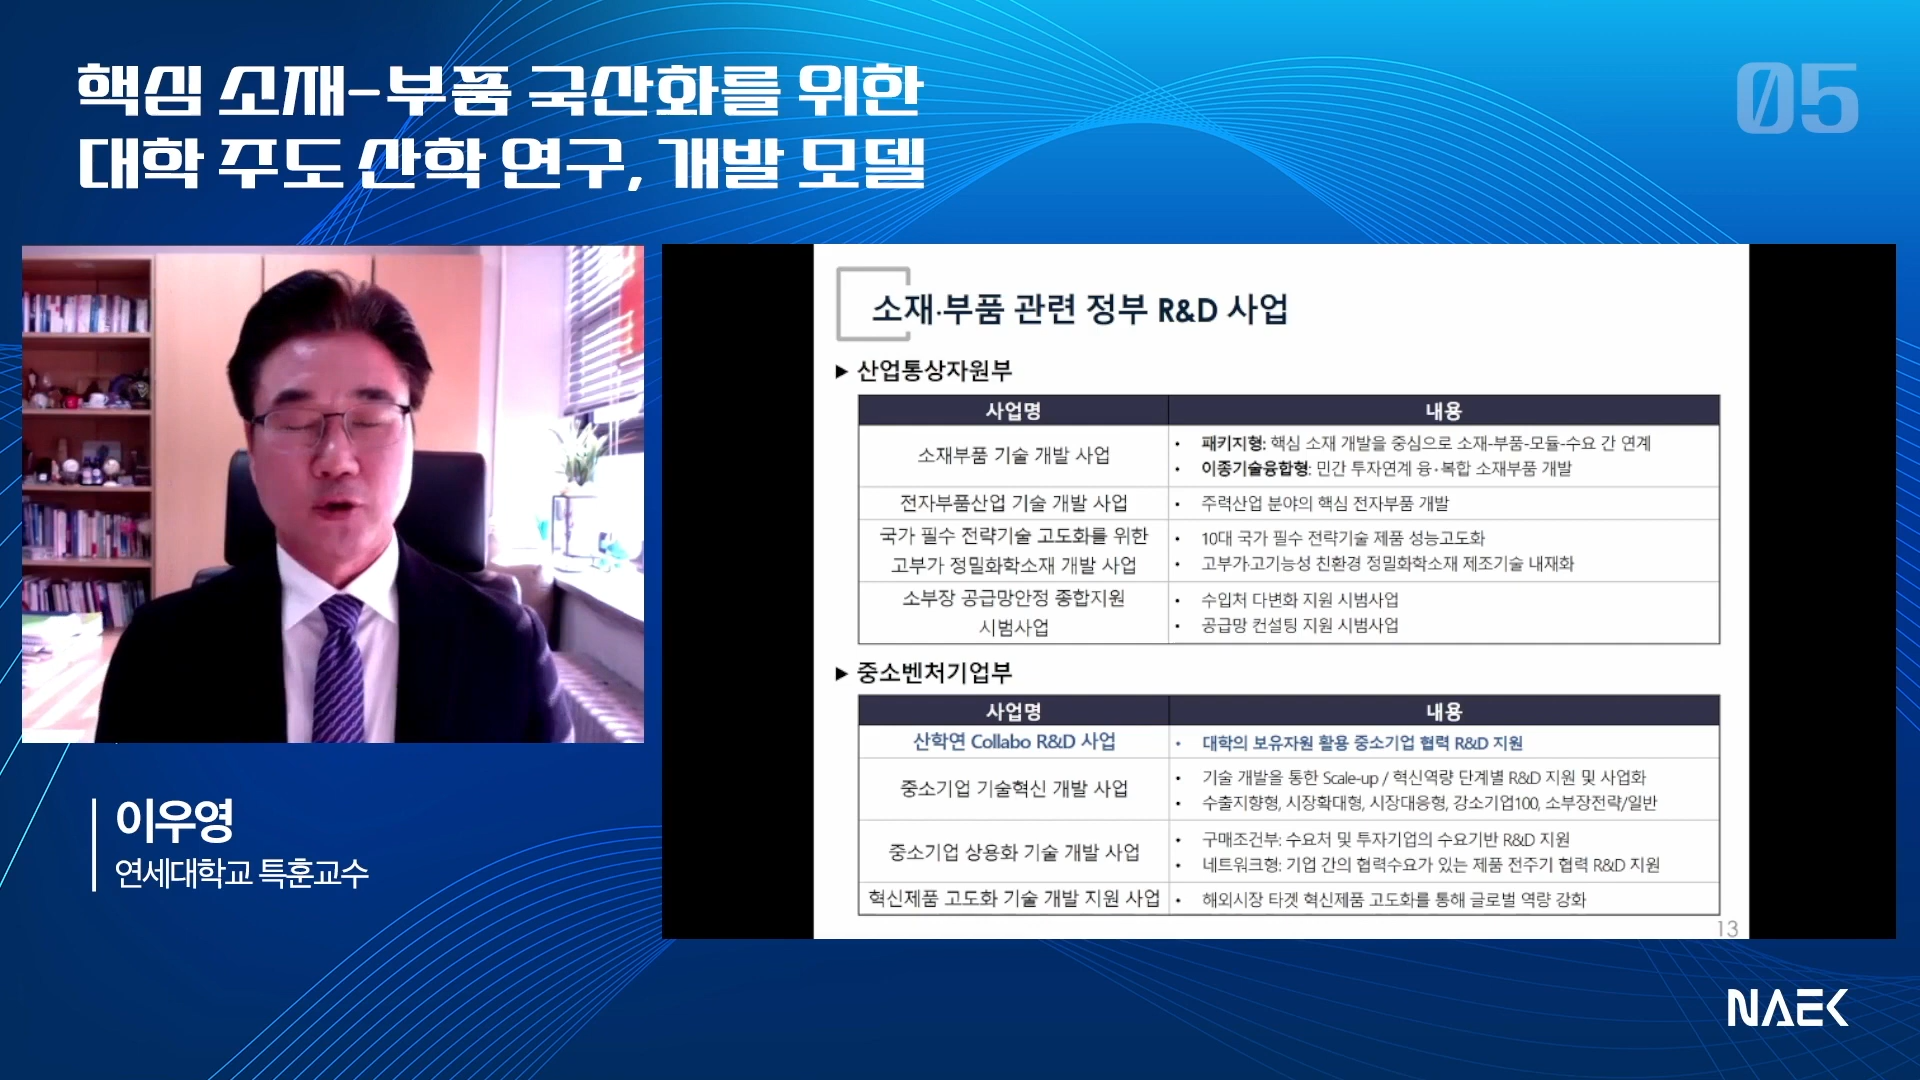 핵심 소재-부품 국산화를 위한
대학 주도 산학 연구, 개발 모델
05
소재·부품 관련 정부 R&D 사업
▶ 산업통상자원부
사업명 내용
소재부품 기술 개발 사업
• 패키지형: 핵심 소재 개발을 중심으로 소재-부품-모듈-수요 간 연계
• 이종기술융합형: 민간 투자연계 융·복합 소재부품 개발
전자부품산업 기술 개발 사업
• 주력산업 분야의 핵심 전자부품 개발
국가 필수 전략기술 고도화를 위한
고부가 정밀화학소재 개발 사업
• 10대 국가 필수 전략기술 제품 성능고도화
• 고부가·고기능성 친환경 정밀화학소재 제조기술 내재화
소부장 공급망안정 종합지원
시범사업
• 수입처 다변화 지원 시범사업
• 공급망 컨설팅 지원 시범사업
▶ 중소벤처기업부
사업명 내용
산학연 Collabo R&D 사업
• 대학의 보유자원 활용 중소기업 협력 R&D 지원
중소기업 기술혁신 개발 사업
• 기술 개발을 통한 Scale-up / 혁신역량 단계별 R&D 지원 및 사업화
• 수출지향형, 시장확대형, 시장대응형, 강소기업100, 소부장전략/일반
중소기업 상용화 기술 개발 사업
• 구매조건부: 수요처 및 투자기업의 수요기반 R&D 지원
• 네트워크형: 기업 간의 협력수요가 있는 제품 전주기 협력 R&D 지원
혁신제품 고도화 기술 개발 지원 사업
• 해외시장 타겟 혁신제품 고도화를 통해 글로벌 역량 강화
13
이우영
연세대학교 특훈교수
NAEK